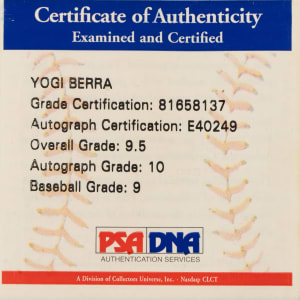 Certificate of Authenticity
Examined and Certified
YOGI BERRA
Grade Certification: 81658137
Autograph Certification: E40249
Overall Grade: 9.5
Autograph Grade: 10
Baseball Grade: 9
PSA DNA
AUTHENTICATION SERVICES
A Division of Collectors Universe, Inc. - Nasdaq: CLCT